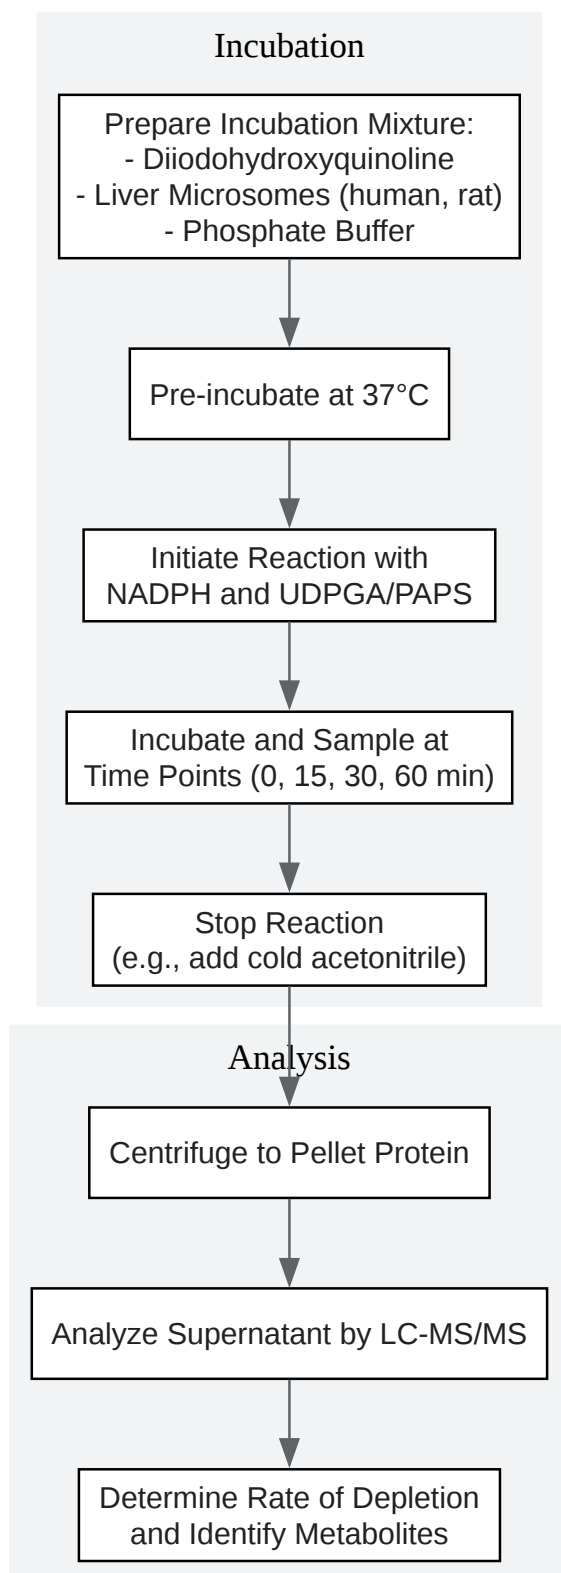 Incubation
Prepare Incubation Mixture:
- Diiodohydroxyquinoline
- Liver Microsomes (human, rat)
- Phosphate Buffer
Pre-incubate at 37°C
Initiate Reaction with
NADPH and UDPGA/PAPS
Incubate and Sample at
Time Points (0, 15, 30, 60 min)
Stop Reaction
(e.g., add cold acetonitrile)
Analysis
Centrifuge to Pellet Protein
Analyze Supernatant by LC-MS/MS
Determine Rate of Depletion
and Identify Metabolites